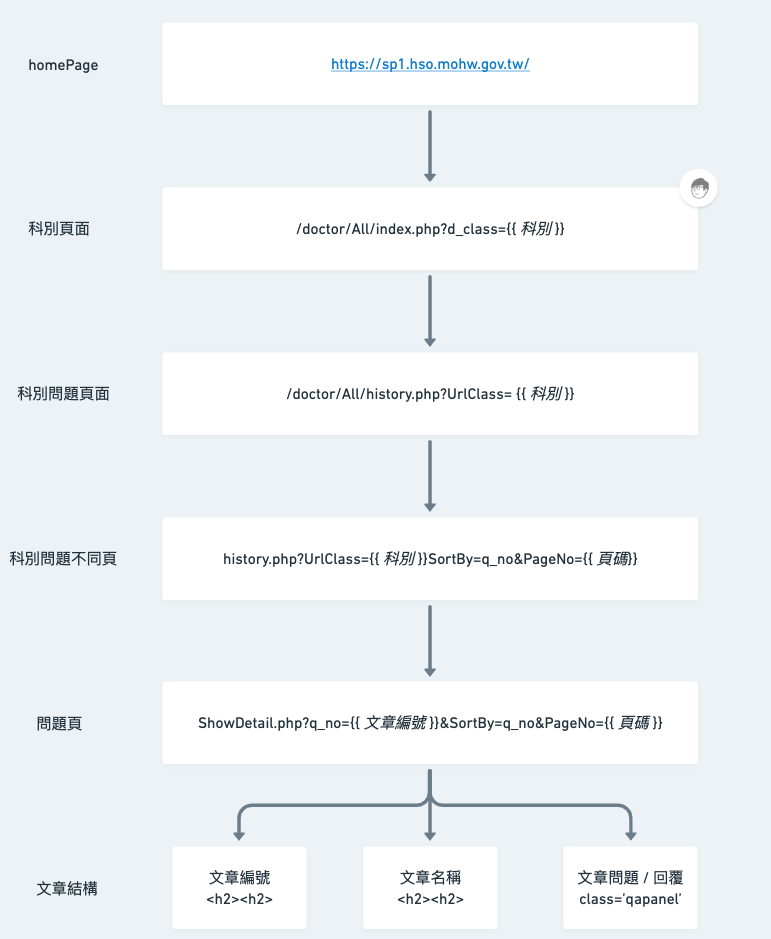 homePage
https://sp1.hso.mohw.gov.tw/
科別頁面
/doctor/All/index.php?d_class={{ 科別 }}
科別問題頁面
/doctor/All/history.php?UrlClass= {{ 科別 }}
科別問題不同頁
history.php?UrlClass={{ 科別 }}SortBy=q_no&PageNo={{ 頁碼}}
問題頁
ShowDetail.php?q_no={{ 文章編號 }}&SortBy=q_no&PageNo={{ 頁碼 }}
文章結構
文章編號
<h2><h2>
文章名稱
<h2><h2>
文章問題 / 回覆
class=‘qapanel’